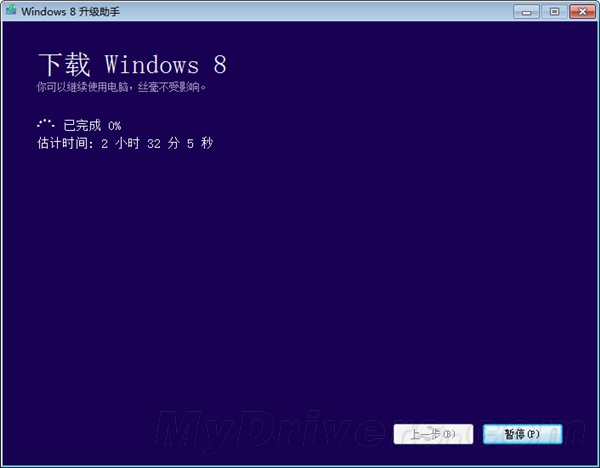 Windows 8 升级助手
下载 Windows 8
你可以继续使用电脑，丝毫不受影响。
已完成 0%
估计时间: 2 小时 32 分 5 秒
上一步(B)
暂停(P)
MyDrivers.com